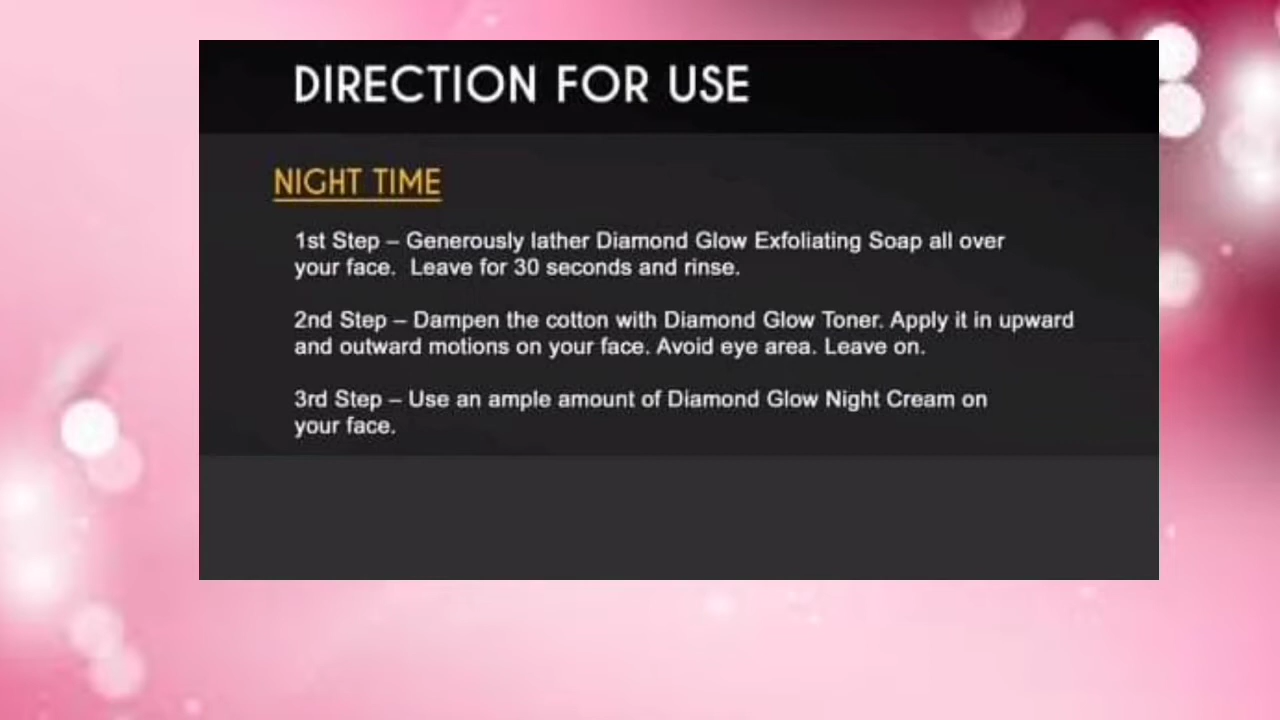 DIRECTION FOR USE
NIGHT TIME
1st Step – Generously lather Diamond Glow Exfoliating Soap all over
your face.  Leave for 30 seconds and rinse.
2nd Step – Dampen the cotton with Diamond Glow Toner. Apply it in upward
and outward motions on your face. Avoid eye area. Leave on.
3rd Step – Use an ample amount of Diamond Glow Night Cream on
your face.